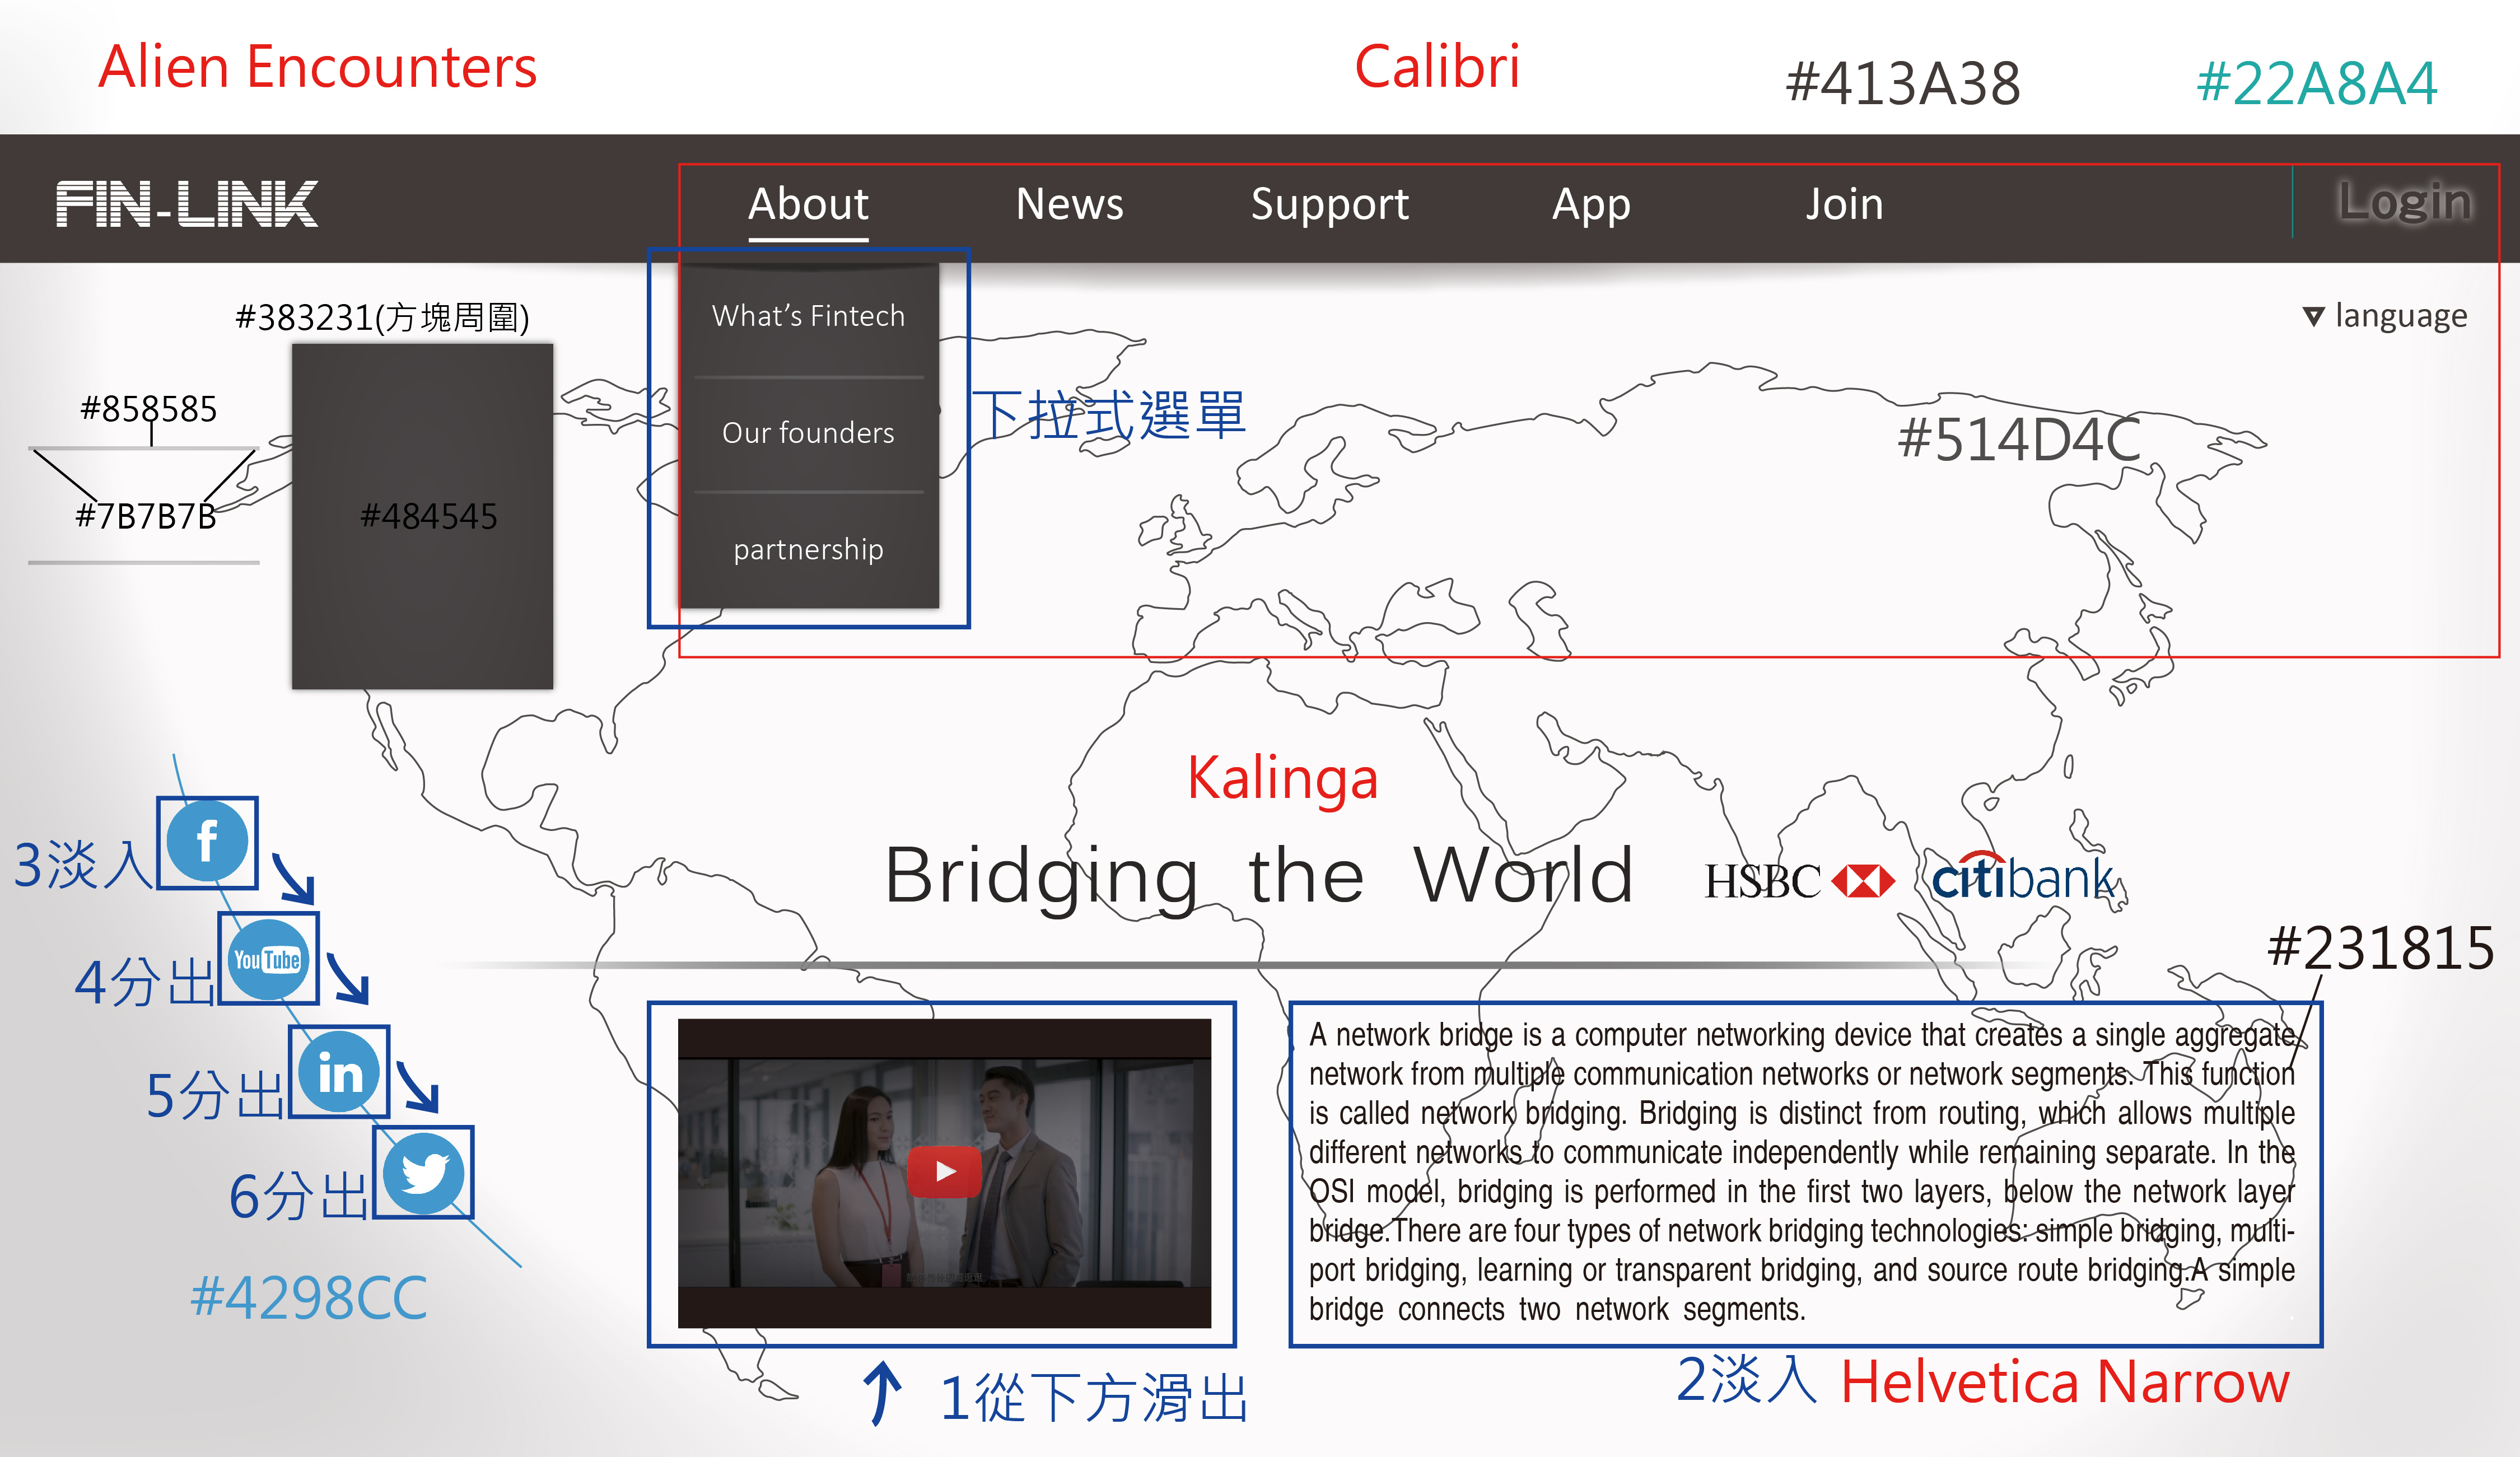 Alien Encounters
Calibri
#413A38
#22A8A4
FIN-LINK
About
News
Support
App
Join
Login
#383231(方塊周圍)
What's Fintech
language
#858585
下拉式選單
Our founders
#514D4C
#7B7B7B
#484545
partnership
Kalinga
3淡入
f
Bridging the World
HSBC
citibank
#231815
4分出
YouTube
5分出
in
6分出
#4298CC
A network bridge is a computer networking device that creates a single aggregate
network from multiple communication networks or network segments. This function
is called network bridging. Bridging is distinct from routing, which allows multiple
different networks to communicate independently while remaining separate. In the
OSI model, bridging is performed in the first two layers, below the network layer
bridge.There are four types of network bridging technologies: simple bridging, multi-
port bridging, learning or transparent bridging, and source route bridging.A simple
bridge connects two network segments.
1從下方滑出
2淡入
Helvetica Narrow